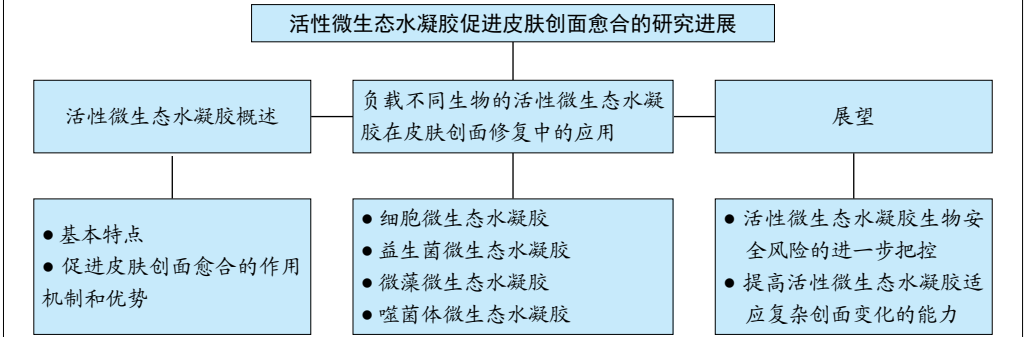 活性微生态水凝胶促进皮肤创面愈合的研究进展
活性微生态水凝胶概述
负载不同生物的活性微生态水凝
胶在皮肤创面修复中的应用
展望
● 基本特点
● 促进皮肤创面愈合的作用
机制和优势
● 细胞微生态水凝胶
● 益生菌微生态水凝胶
● 微藻微生态水凝胶
● 噬菌体微生态水凝胶
● 活性微生态水凝胶生物安
全风险的进一步把控
● 提高活性微生态水凝胶适
应复杂创面变化的能力